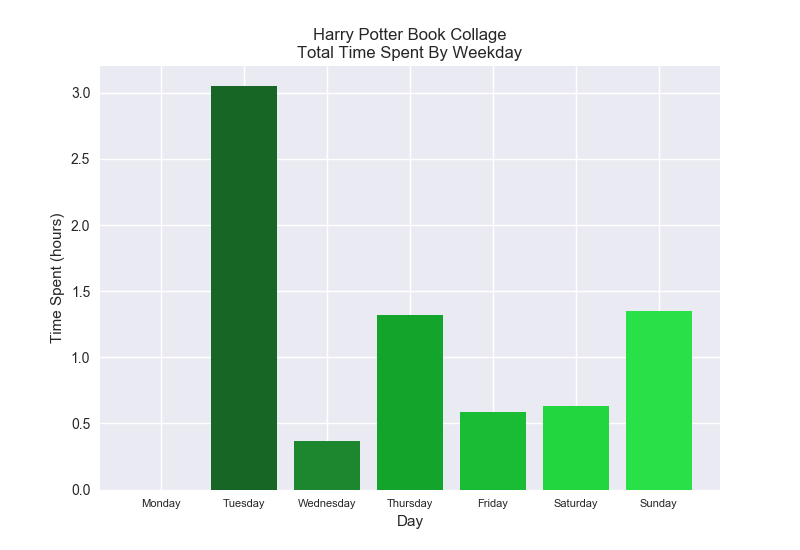 Harry Potter Book Collage
Total Time Spent By Weekday
Time Spent (hours)
3.0
2.5
2.0
1.5
1.0
0.5
0.0
Monday Tuesday Wednesday Thursday Friday Saturday Sunday
Day